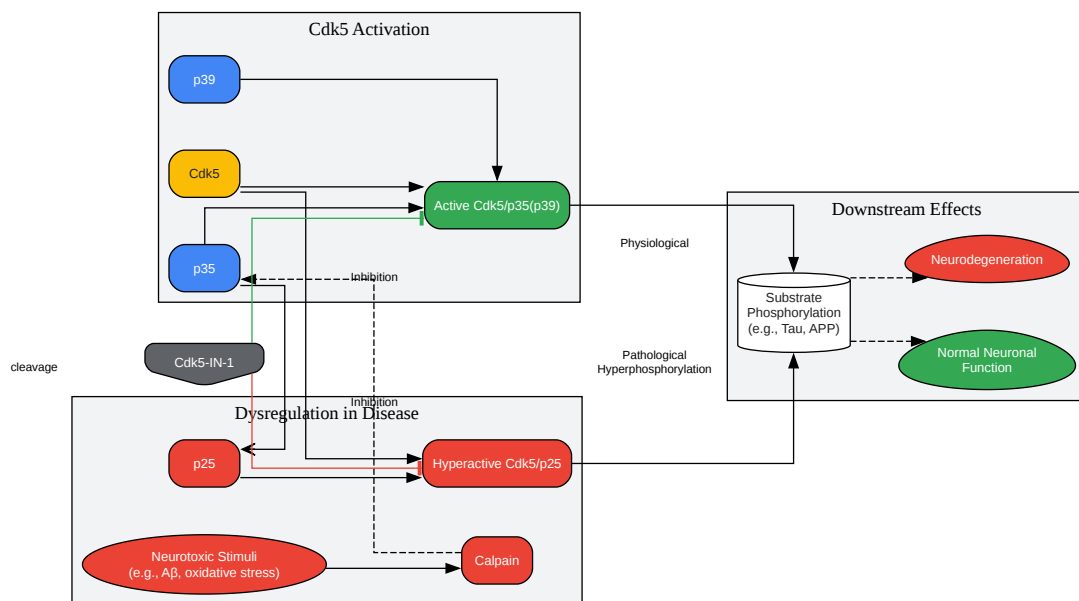 Cdk5 Activation
p39
Cdk5
Active Cdk5/p35(p39)
p35
Inhibition
Cdk5-IN-1
cleavage
Inhibition
Dysregulation in Disease
p25
Hyperactive Cdk5/p25
Neurotoxic Stimuli
(e.g., Aβ, oxidative stress)
Calpain
Physiological
Pathological
Hyperphosphorylation
Downstream Effects
Neurodegeneration
Substrate
Phosphorylation
(e.g., Tau, APP)
Normal Neuronal
Function